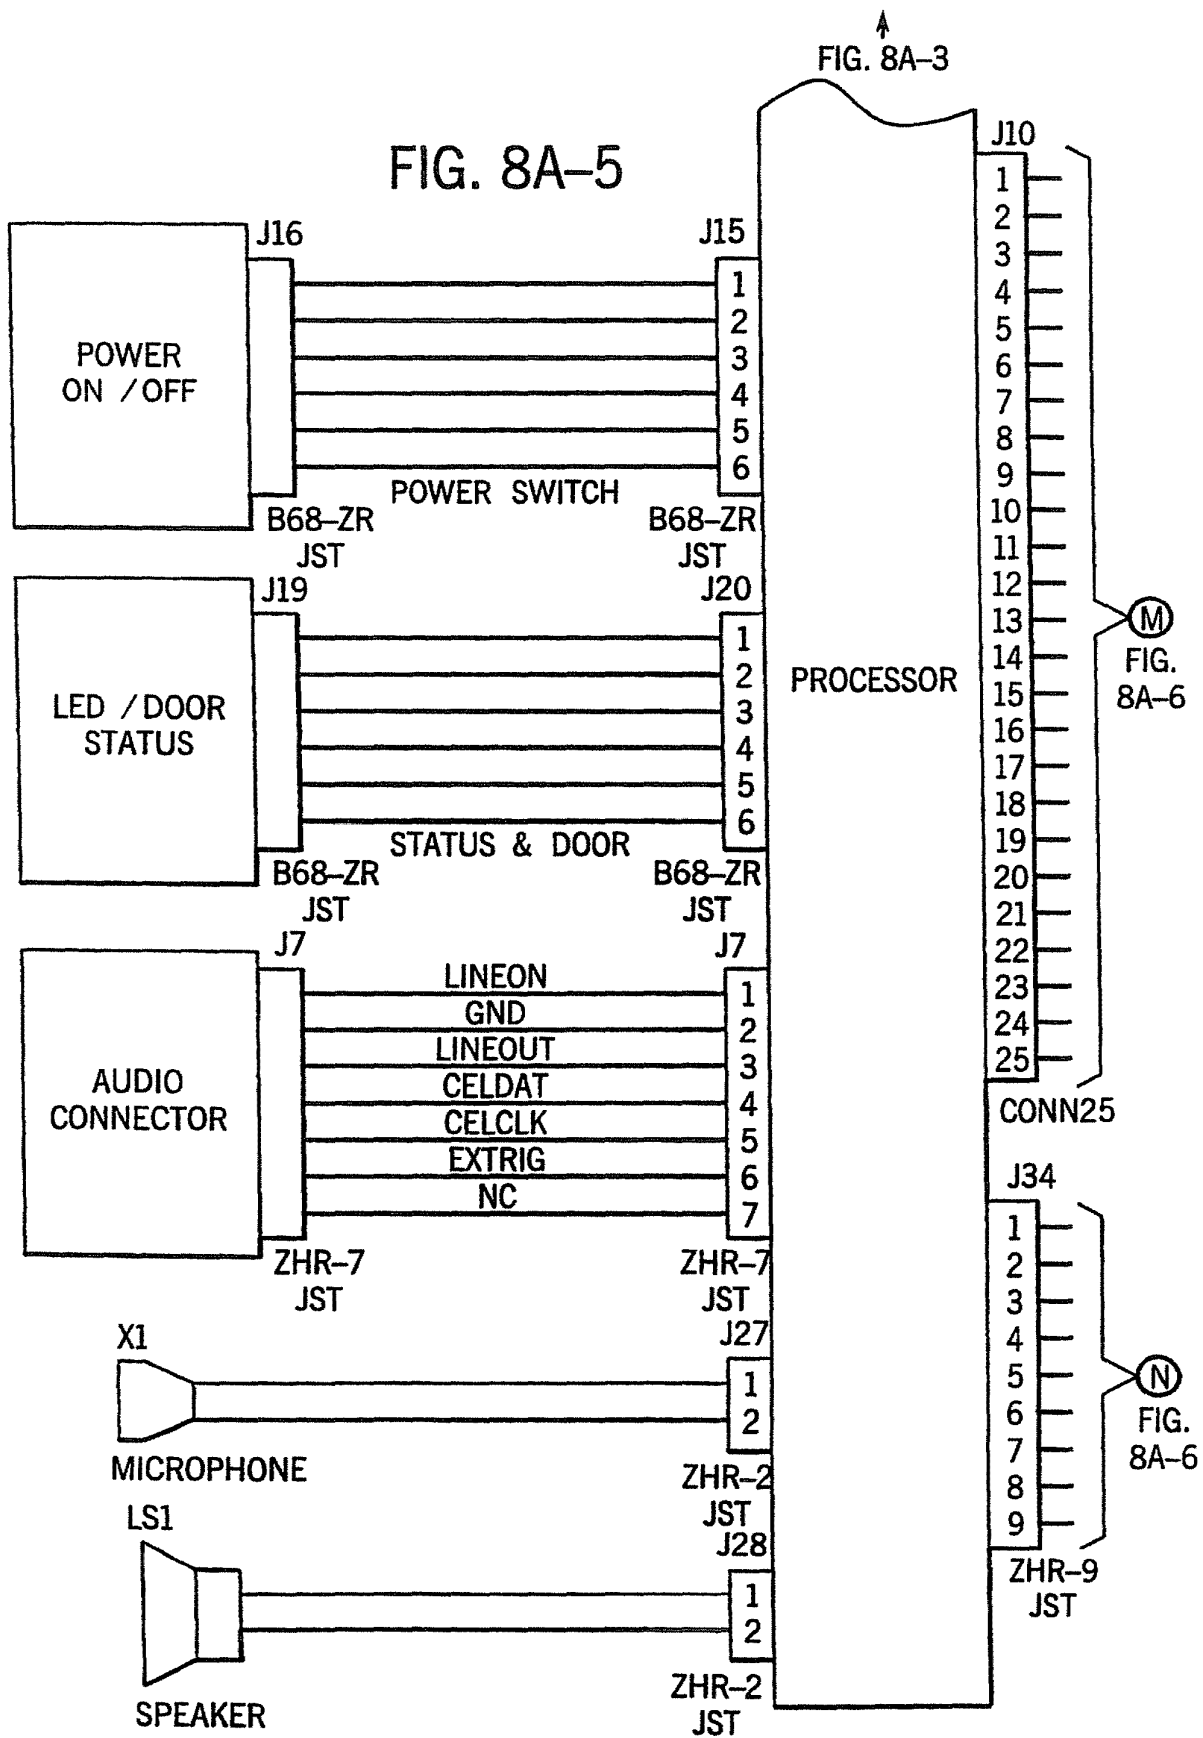 FIG. 8A–3
FIG. 8A–5
J16
J15
POWER
ON /OFF
1
2
3
4
5
6
POWER SWITCH
B68–ZR
JST
B68–ZR
JST
J19
J20
LED /DOOR
STATUS
1
2
3
4
5
6
STATUS & DOOR
B68–ZR
JST
B68–ZR
JST
J7
J7
AUDIO
CONNECTOR
LINEON
1
GND
2
LINEOUT
3
CELDAT
4
CELCLK
5
EXTRIG
6
NC
7
ZHR–7
JST
ZHR–7
JST
X1
J27
1
2
MICROPHONE
ZHR–2
JST
LS1
J28
1
2
SPEAKER
ZHR–2
JST
PROCESSOR
J10
1
2
3
4
5
6
7
8
9
10
11
12
13
14
15
16
17
18
19
20
21
22
23
24
25
CONN25
M
FIG.
8A–6
J34
1
2
3
4
5
6
7
8
9
ZHR–9
JST
N
FIG.
8A–6